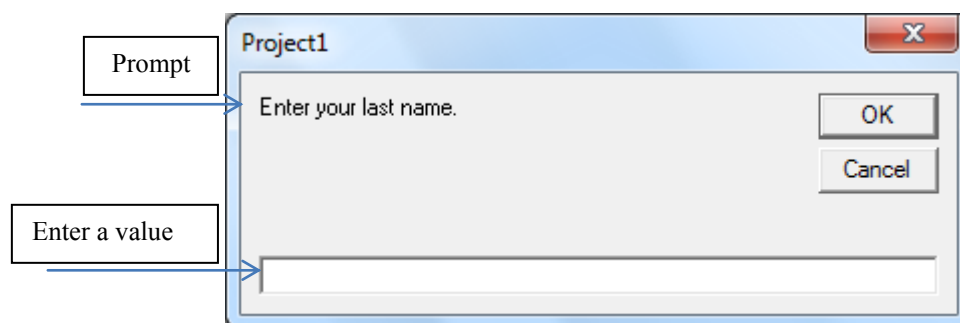 Project1
Prompt
Enter your last name.
OK
Cancel
Enter a value